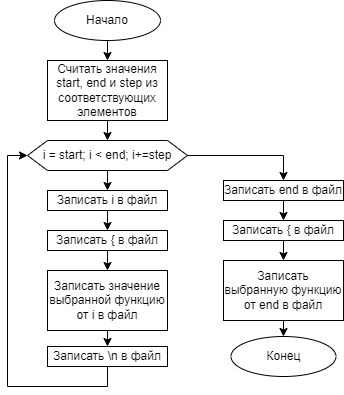 Начало
Считать значения
start, end и step из
соответствующих
элементов
i = start; i < end; i+=step
Записать i в файл
Записать { в файл
Записать значение
выбранной функцию
от i в файл
Записать \n в файл
Записать end в файл
Записать { в файл
Записать
выбранную функцию
от end в файл
Конец